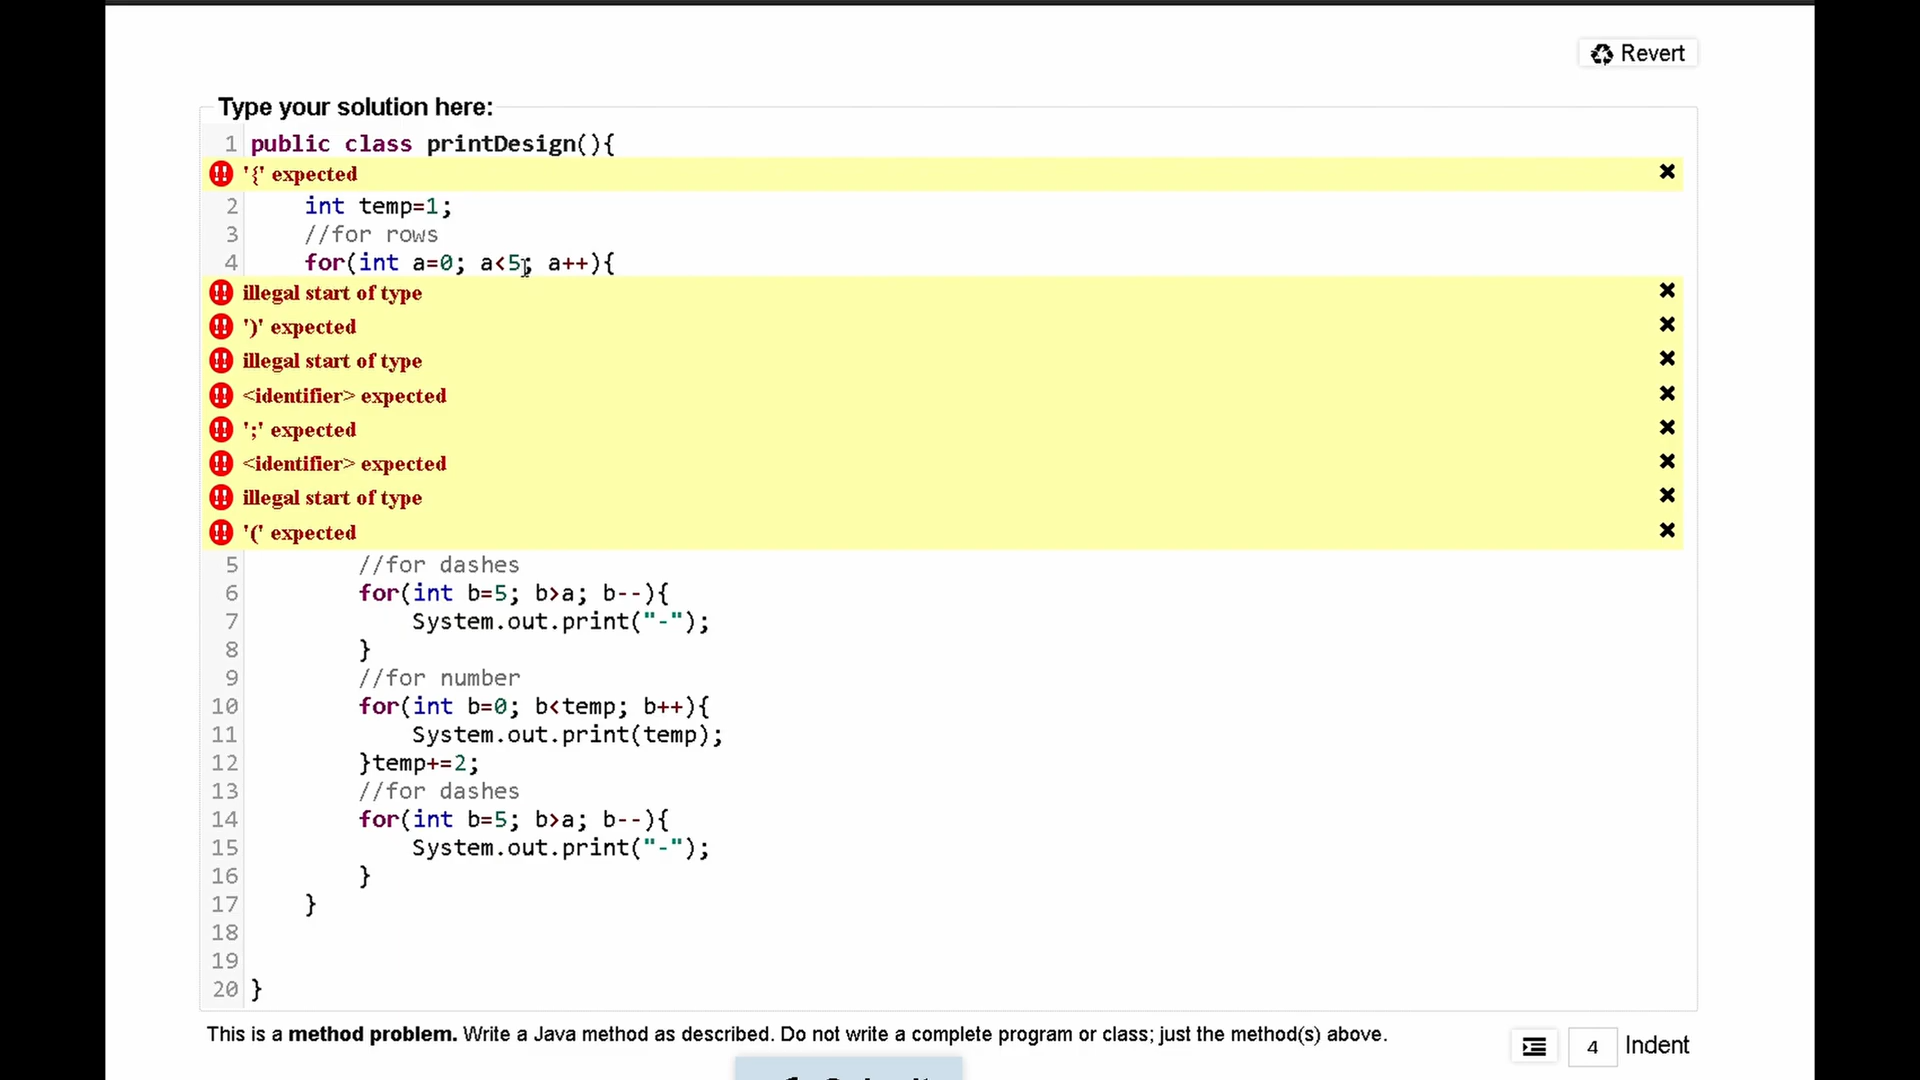 Revert
Type your solution here:
1 public class printDesign(){
'{' expected
2     int temp=1;
3     //for rows
4     for(int a=0; a<5; a++){
illegal start of type
')' expected
illegal start of type
<identifier> expected
';' expected
<identifier> expected
illegal start of type
'(' expected
5         //for dashes
6         for(int b=5; b>a; b--){
7             System.out.print("-");
8         }
9         //for number
10         for(int b=0; b<temp; b++){
11             System.out.print(temp);
12         }temp+=2;
13         //for dashes
14         for(int b=5; b>a; b--){
15             System.out.print("-");
16         }
17     }
18
19
20 }
This is a method problem. Write a Java method as described. Do not write a complete program or class; just the method(s) above.
4 Indent